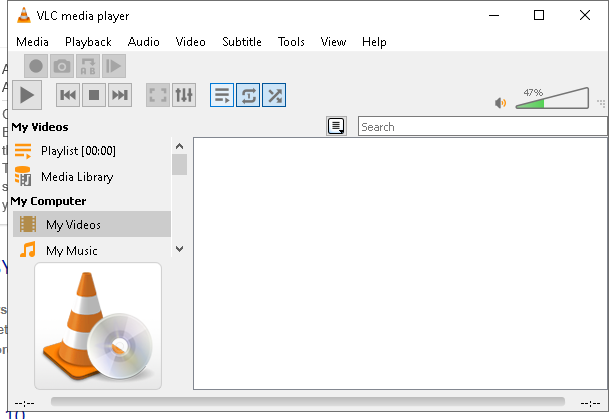 VLC media player
Media Playback Audio Video Subtitle Tools View Help
A B
47%
My Videos
Search
Playlist [00:00]
Media Library
My Computer
My Videos
My Music
--:-- --:--
10